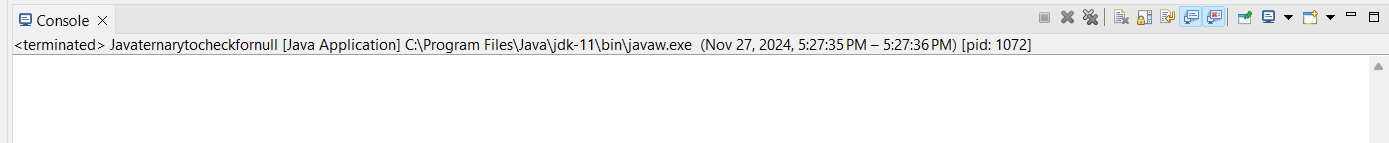 Console
<terminated> Javaternarytocheckfornull [Java Application] C:\Program Files\Java\jdk-11\bin\javaw.exe (Nov 27, 2024, 5:27:35 PM – 5:27:36 PM) [pid: 1072]